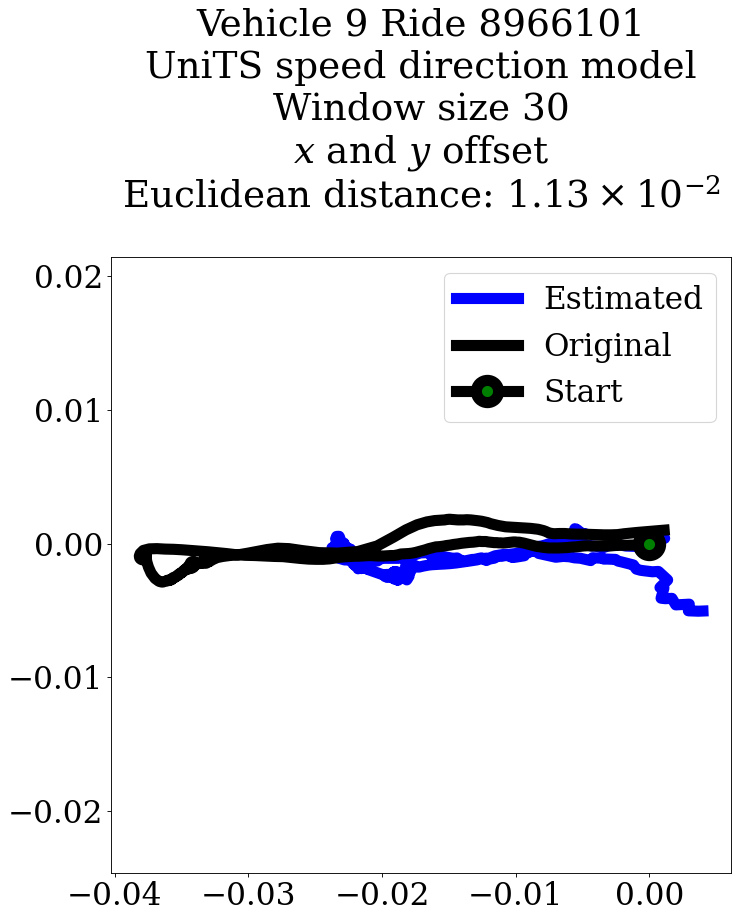 Vehicle 9 Ride 8966101
UniTS speed direction model
Window size 30
x and y offset
Euclidean distance: 1.13 × 10⁻²
Estimated
Original
Start
0.02
0.01
0.00
−0.01
−0.02
−0.04 −0.03 −0.02 −0.01 0.00